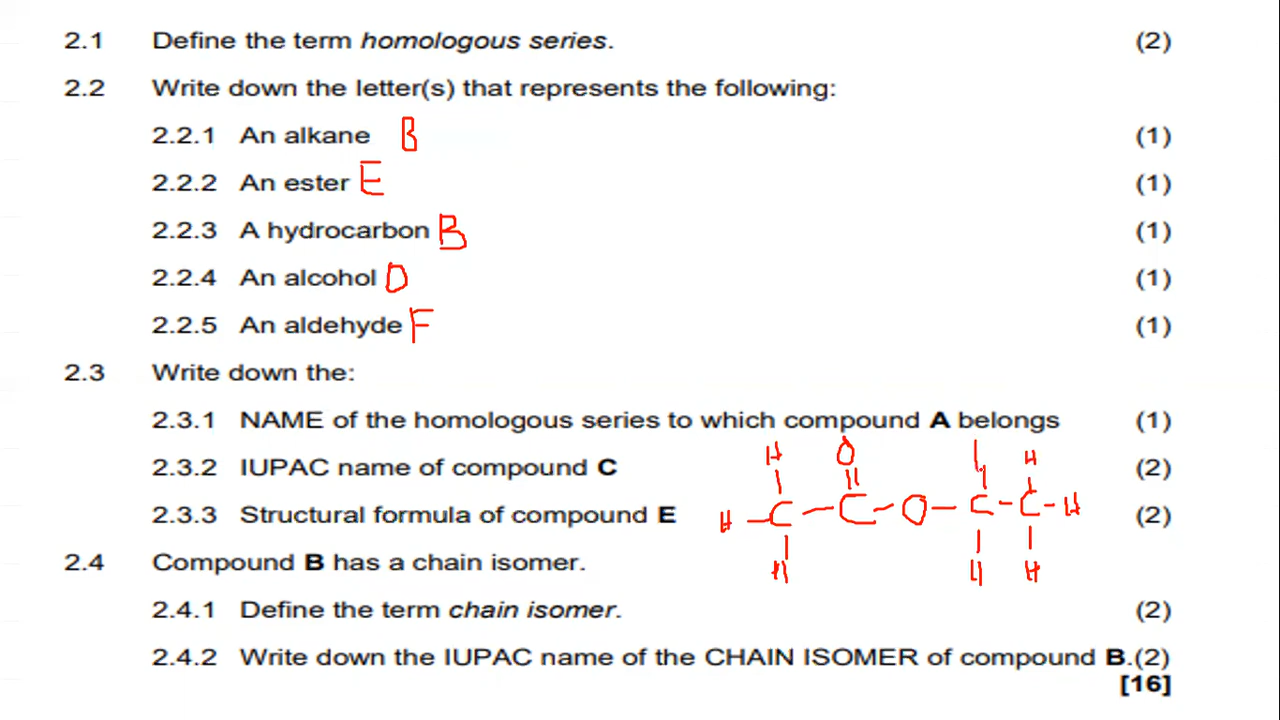 2.1 Define the term homologous series. (2)
2.2 Write down the letter(s) that represents the following:
2.2.1 An alkane B (1)
2.2.2 An ester E (1)
2.2.3 A hydrocarbon B (1)
2.2.4 An alcohol D (1)
2.2.5 An aldehyde F (1)
2.3 Write down the:
2.3.1 NAME of the homologous series to which compound A belongs (1)
H O H
2.3.2 IUPAC name of compound C (2)
2.3.3 Structural formula of compound E H C C O C C H (2)
2.4 Compound B has a chain isomer.
H H H
2.4.1 Define the term chain isomer. (2)
2.4.2 Write down the IUPAC name of the CHAIN ISOMER of compound B.(2)
[16]